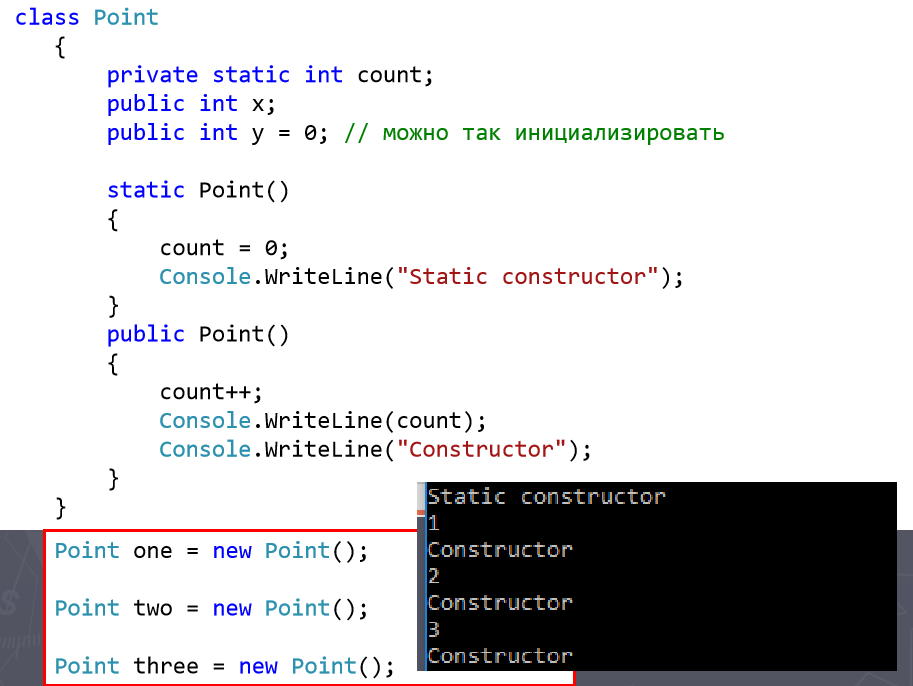 class Point
{
private static int count;
public int x;
public int y = 0; // можно так инициализировать
static Point()
{
count = 0;
Console.WriteLine("Static constructor");
}
public Point()
{
count++;
Console.WriteLine(count);
Console.WriteLine("Constructor");
}
}
Point one = new Point();
Point two = new Point();
Point three = new Point();
Static constructor
1
Constructor
2
Constructor
3
Constructor